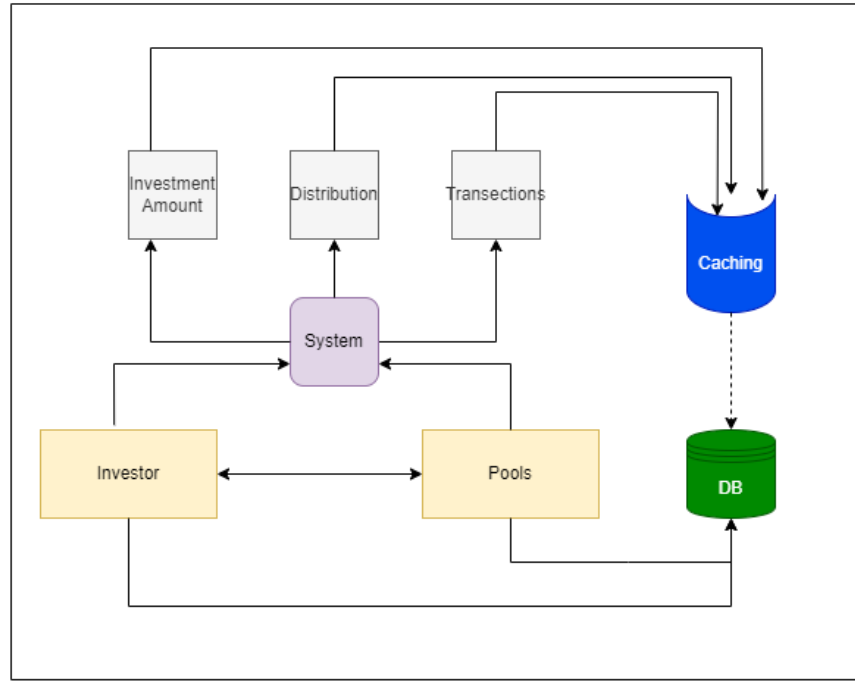 Investment
Amount
Distribution
Transections
Caching
System
Investor
Pools
DB